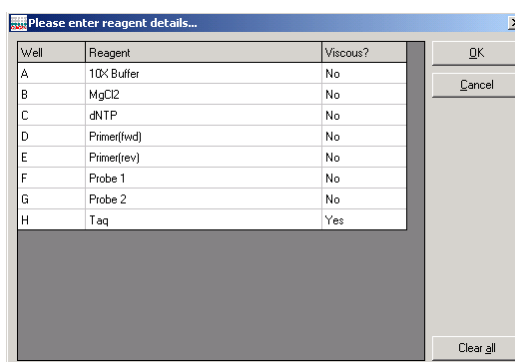 Please enter reagent details...
Well Reagent Viscous?
A 10X Buffer No
B MgCl2 No
C dNTP No
D Primer(fwd) No
E Primer(rev) No
F Probe 1 No
G Probe 2 No
H Taq Yes
OK
Cancel
Clear all